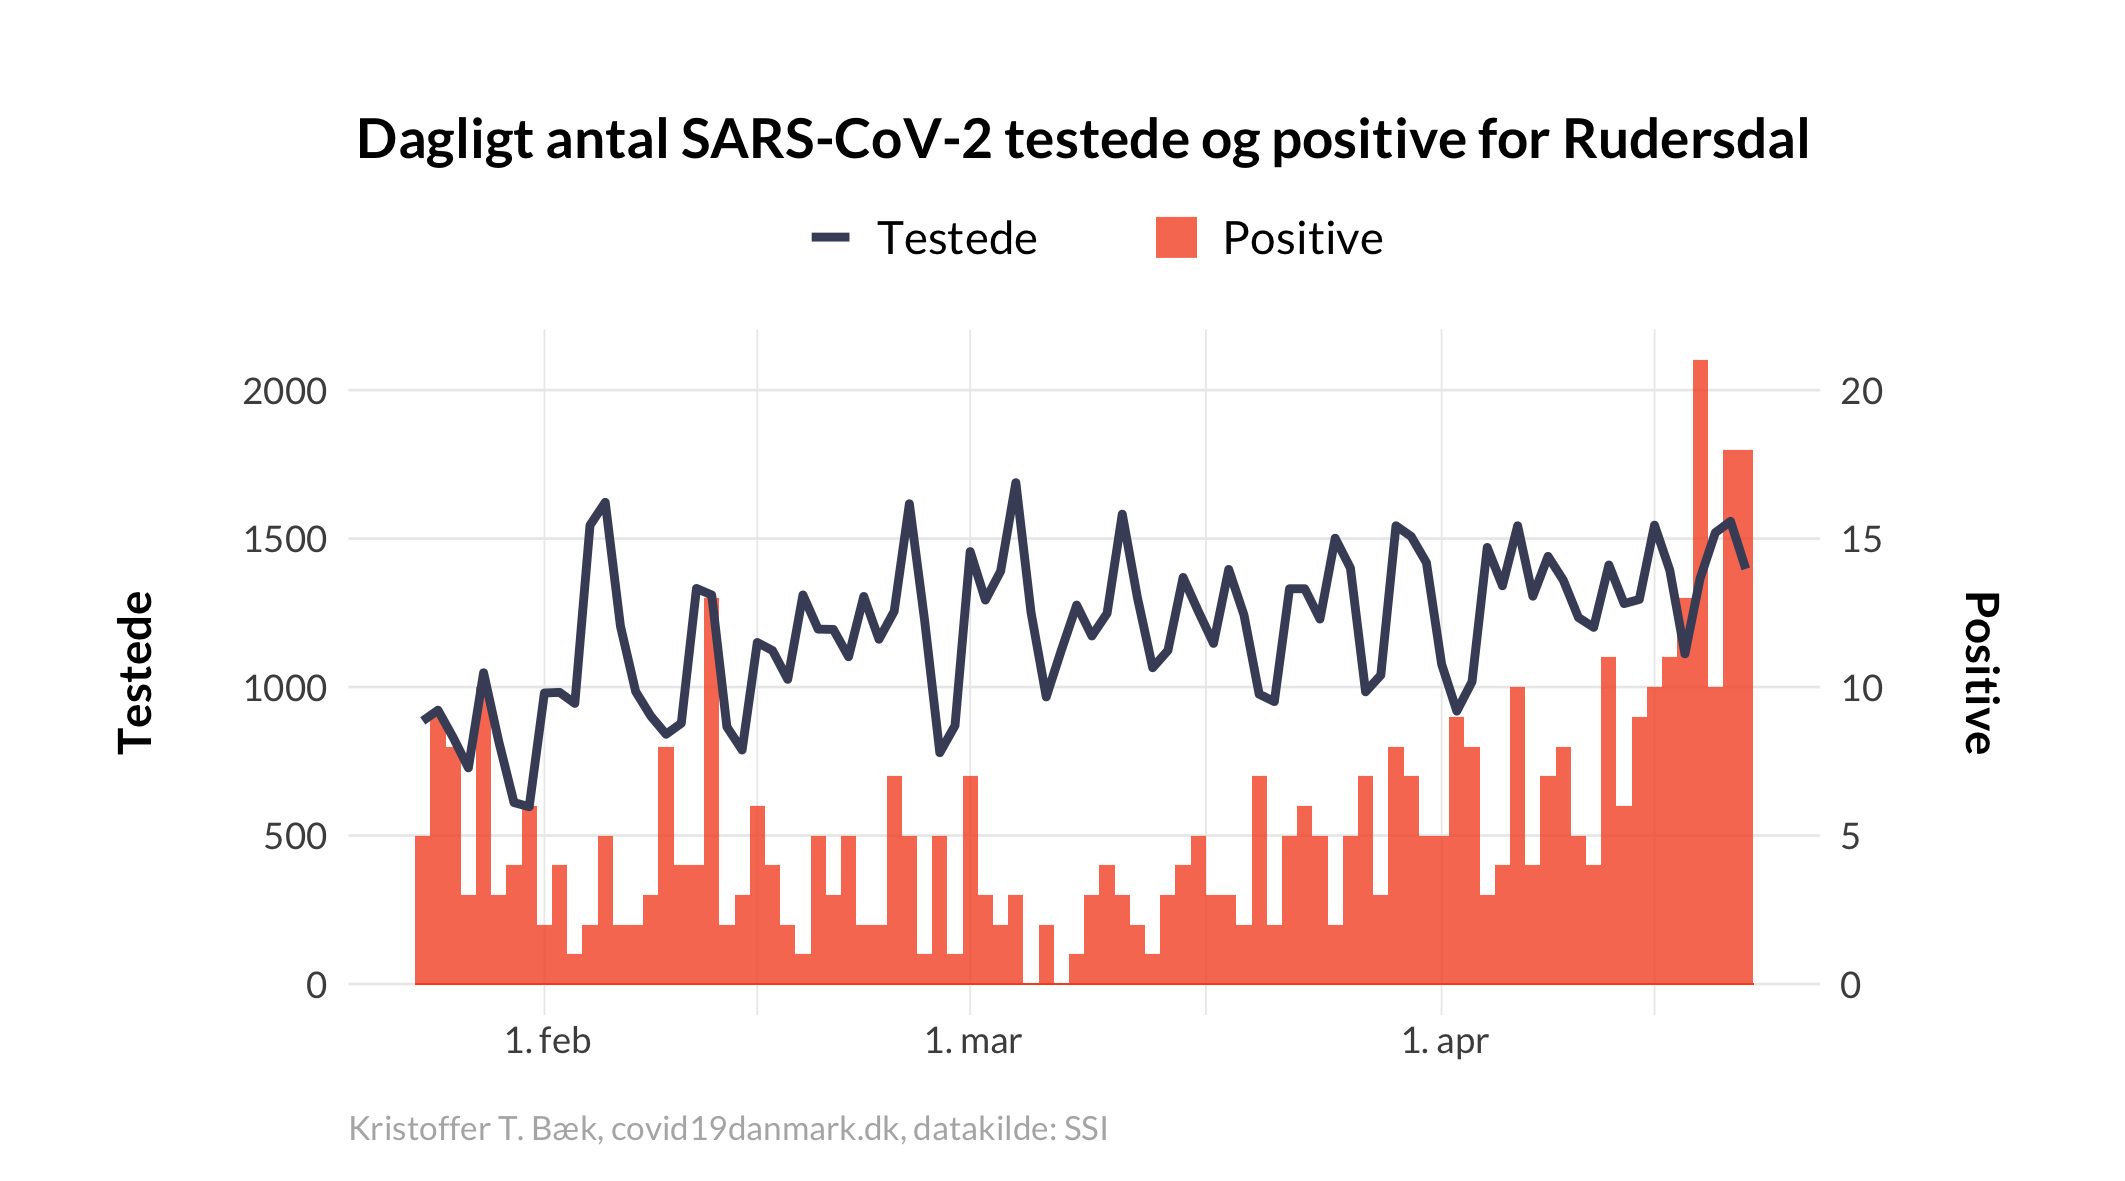 Dagligt antal SARS-CoV-2 testede og positive for Rudersdal
Testede
Positive
2000
1500
1000
500
0
Testede
20
15
10
5
0
Positive
1. feb
1. mar
1. apr
Kristoffer T. Bæk, covid19danmark.dk, datakilde: SSI